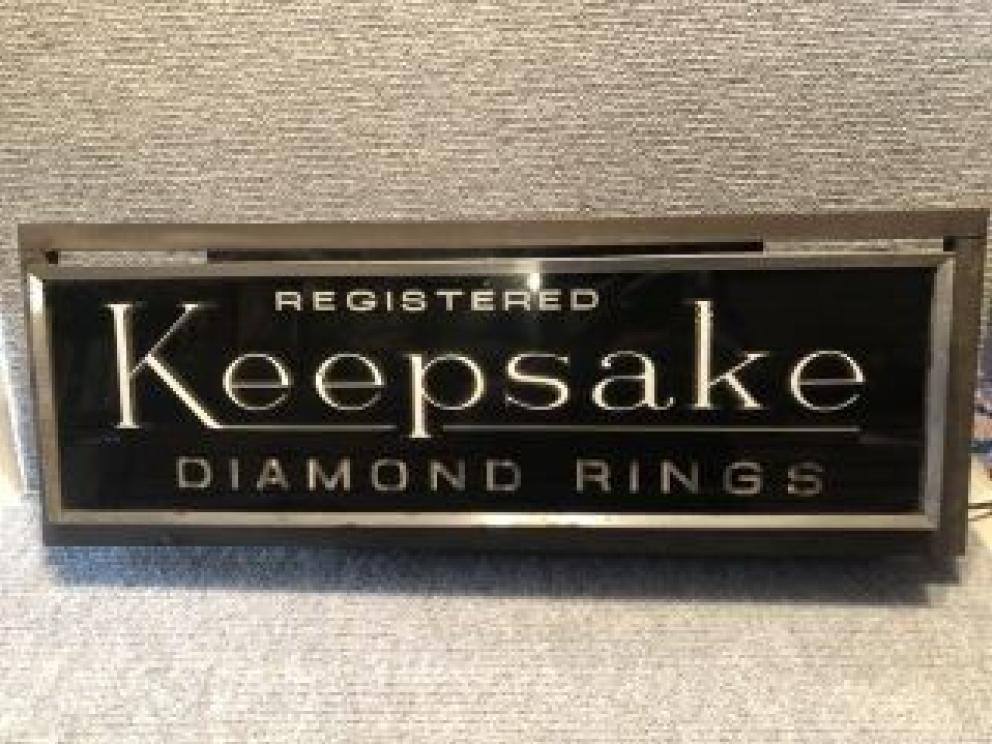 REGISTERED
Keepsake
DIAMOND RINGS